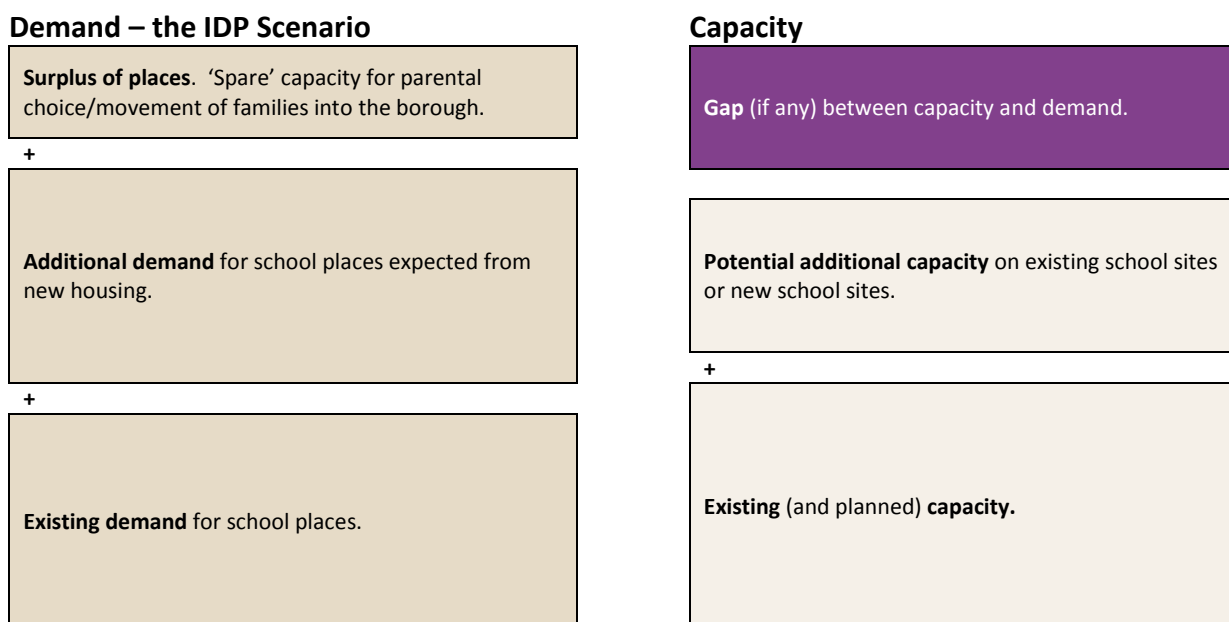 Demand – the IDP Scenario
Surplus of places. ‘Spare’ capacity for parental
choice/movement of families into the borough.
+
Additional demand for school places expected from
new housing.
+
Existing demand for school places.
Capacity
Gap (if any) between capacity and demand.
Potential additional capacity on existing school sites
or new school sites.
+
Existing (and planned) capacity.